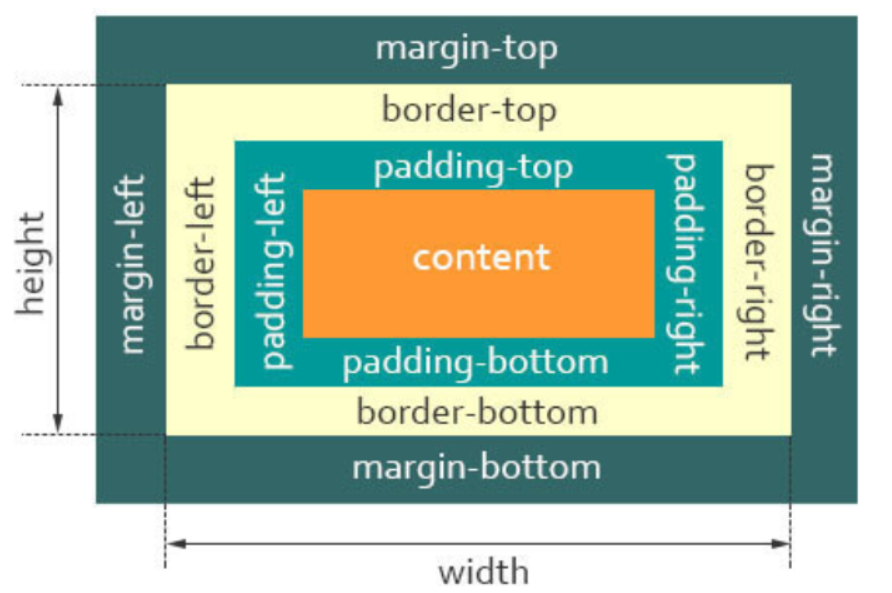 margin-top
border-top
padding-top
height
margin-left
border-left
padding-left
content
padding-right
border-right
margin-right
padding-bottom
border-bottom
margin-bottom
width